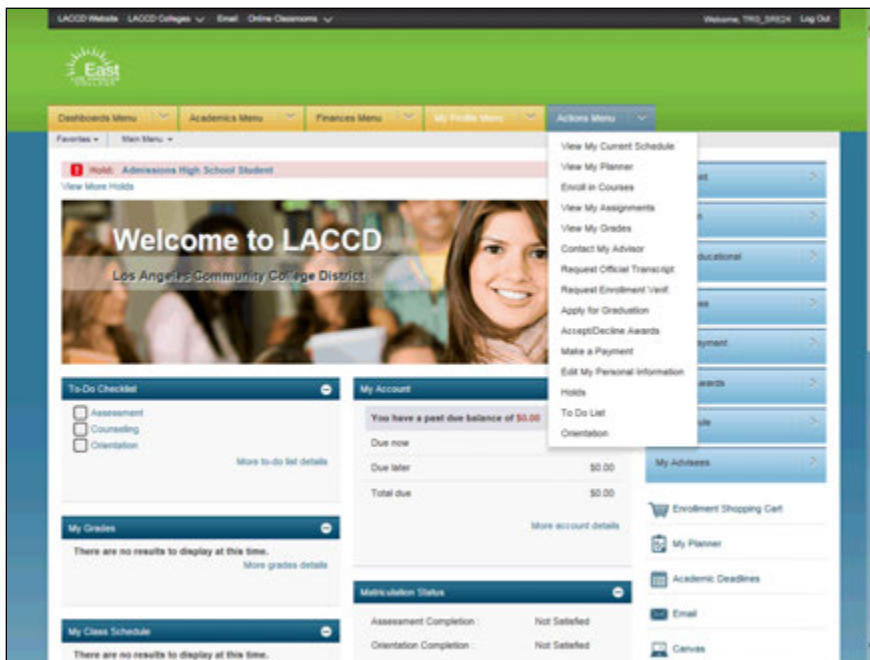 LACCD Website LACCD Colleges Email Online Classrooms Welcome, TRG_SRE24 Log Out
East
LOS ANGELES
COLLEGE
Dashboards Menu Academics Menu Finances Menu My Profile Menu Actions Menu
Favorites Main Menu
Hold: Admissions High School Student
View More Holds
Welcome to LACCD
Los Angeles Community College District
View My Current Schedule
View My Planner
Enroll in Courses
View My Assignments
View My Grades
Contact My Advisor
Request Official Transcript
Request Enrollment Verif.
Apply for Graduation
Accept/Decline Awards
Make a Payment
Edit My Personal Information
Holds
To Do List
Orientation
ducational
yment
wards
ule
My Advisees
To-Do Checklist
Assessment
Counseling
Orientation
More to-do list details
My Account
You have a past due balance of $0.00
Due now
Due later $0.00
Total due $0.00
More account details
My Grades
There are no results to display at this time.
More grades details
Matriculation Status
Assessment Completion : Not Satisfied
Orientation Completion : Not Satisfied
My Class Schedule
There are no results to display at this time.
Enrollment Shopping Cart
My Planner
Academic Deadlines
Email
Canvas